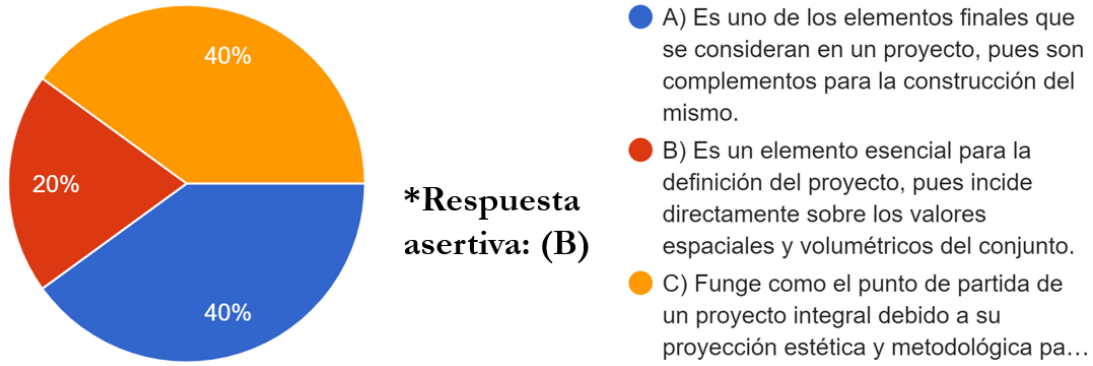 40%
20%
40%
*Respuesta
asertiva: (B)
A) Es uno de los elementos finales que
se consideran en un proyecto, pues son
complementos para la construcción del
mismo.
B) Es un elemento esencial para la
definición del proyecto, pues incide
directamente sobre los valores
espaciales y volumétricos del conjunto.
C) Funge como el punto de partida de
un proyecto integral debido a su
proyección estética y metodológica pa…